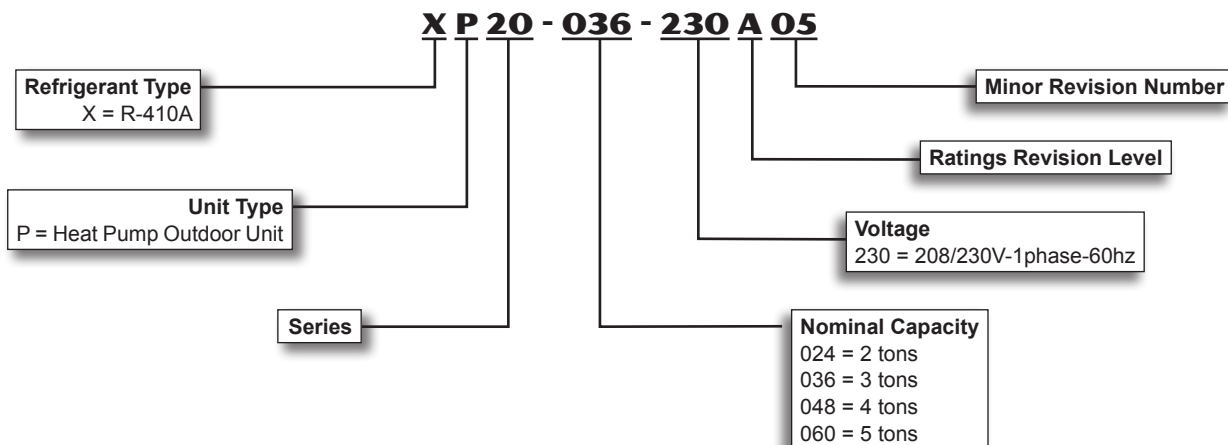 XP20 - 036 - 230A05
Refrigerant Type
X = R-410A
Minor Revision Number
Ratings Revision Level
Unit Type
P = Heat Pump Outdoor Unit
Voltage
230 = 208/230V-1phase-60hz
Series
Nominal Capacity
024 = 2 tons
036 = 3 tons
048 = 4 tons
060 = 5 tons